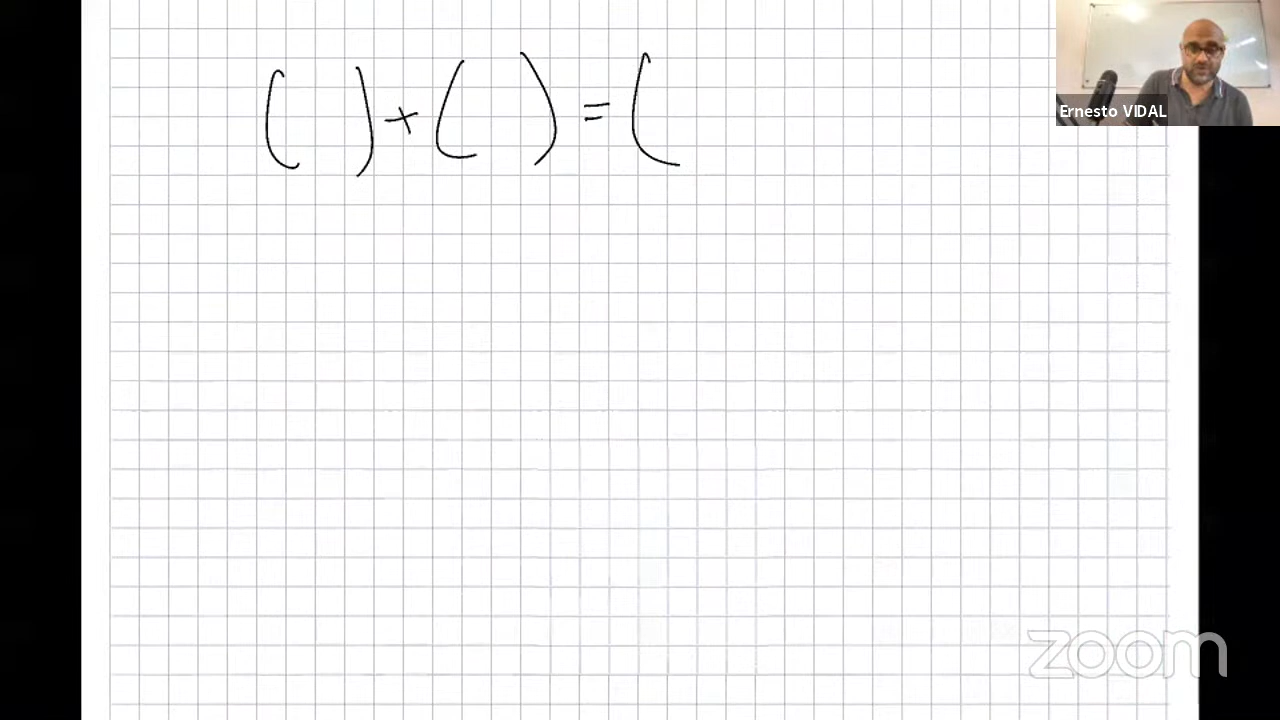 ( ) + ( ) = (
Ernesto VIDAL
zoom